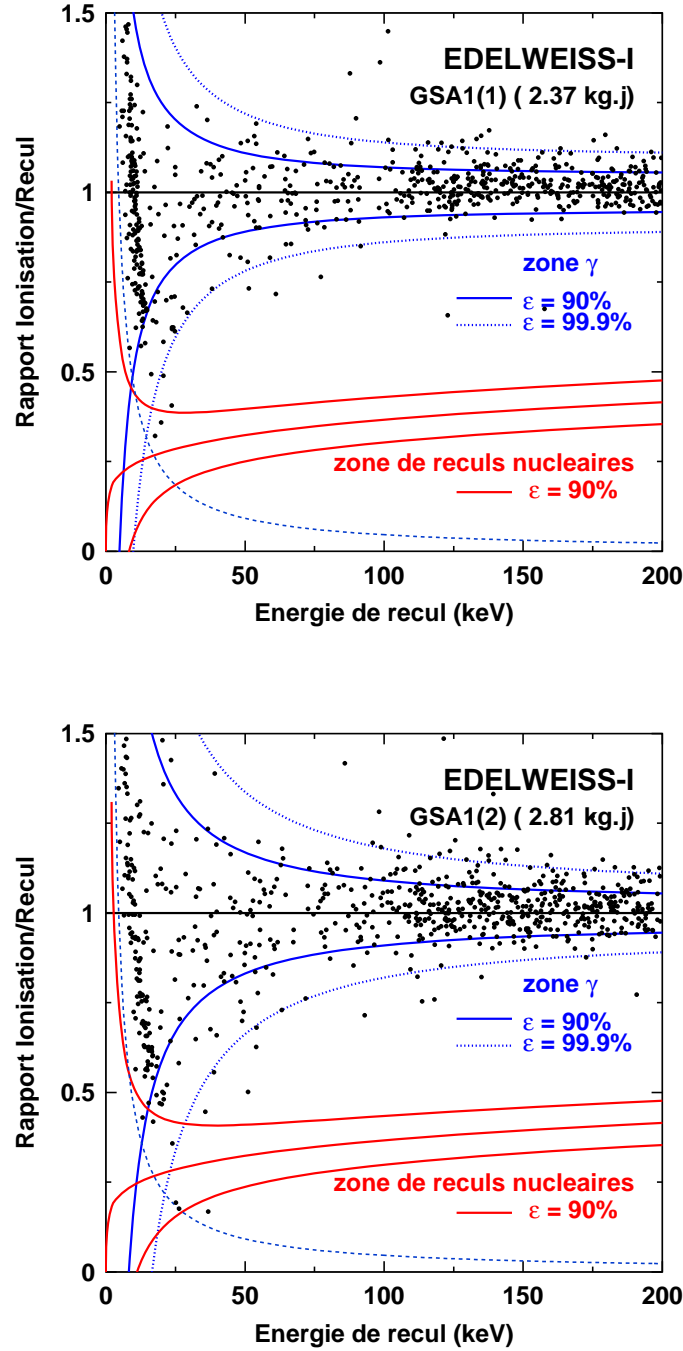 1.5
1
0.5
0
Rapport Ionisation/Recul
EDELWEISS-I
GSA1(1) ( 2.37 kg.j)
zone γ
ε = 90%
ε = 99.9%
zone de reculs nucleaires
ε = 90%
0 50 100 150 200
Energie de recul (keV)
1.5
1
0.5
0
Rapport Ionisation/Recul
EDELWEISS-I
GSA1(2) ( 2.81 kg.j)
zone γ
ε = 90%
ε = 99.9%
zone de reculs nucleaires
ε = 90%
0 50 100 150 200
Energie de recul (keV)